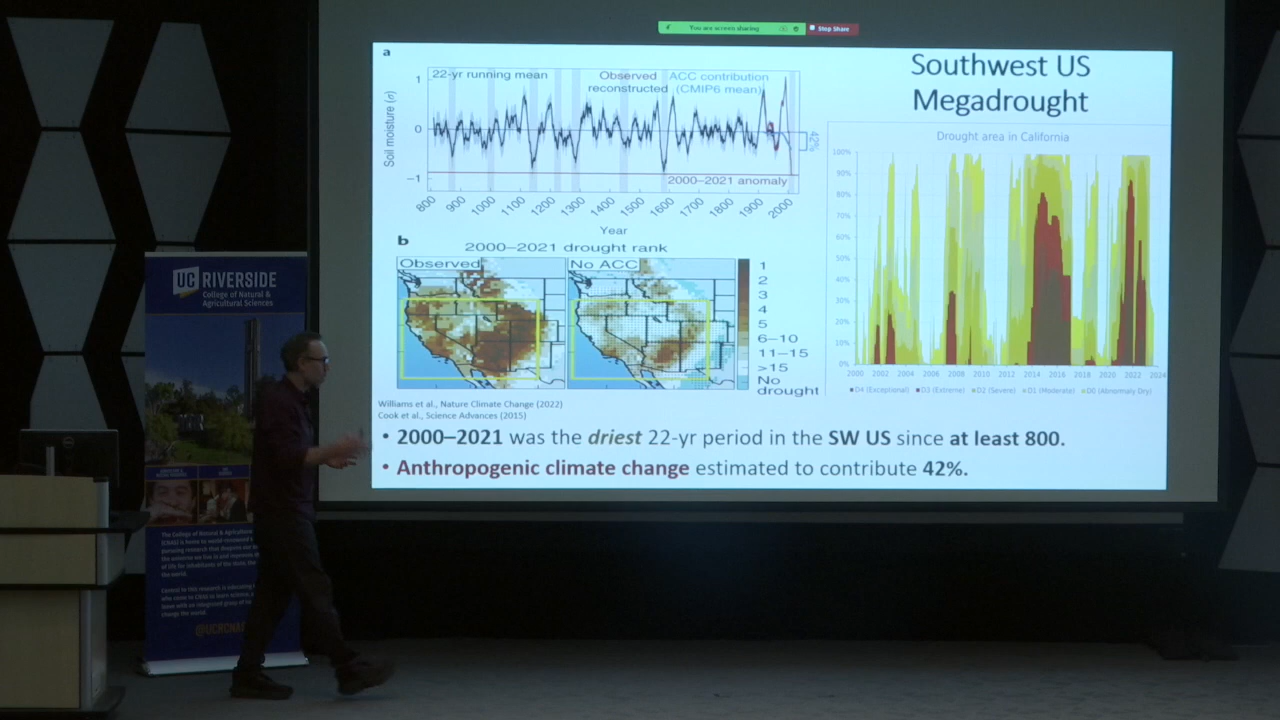 You are screen sharing
Stop Share
Southwest US
Megadrought
a
22-yr running mean
Observed
reconstructed
ACC contribution
(CMIP6 mean)
1
0
−1
Soil moisture (σ)
42%
2000–2021 anomaly
800 900 1000 1100 1200 1300 1400 1500 1600 1700 1800 1900 2000
Year
b
2000–2021 drought rank
Observed
No ACC
1
2
3
4
5
6–10
11–15
>15
No
drought
Drought area in California
100%
90%
80%
70%
60%
50%
40%
30%
20%
10%
0%
2000 2002 2004 2006 2008 2010 2012 2014 2016 2018 2020 2022 2024
D4 (Exceptional) D3 (Extreme) D2 (Severe) D1 (Moderate) D0 (Abnormaly Dry)
Williams et al., Nature Climate Change (2022)
Cook et al., Science Advances (2015)
• 2000–2021 was the driest 22-yr period in the SW US since at least 800.
• Anthropogenic climate change estimated to contribute 42%.
UC RIVERSIDE
College of Natural &
Agricultural Sciences
The College of Natural &